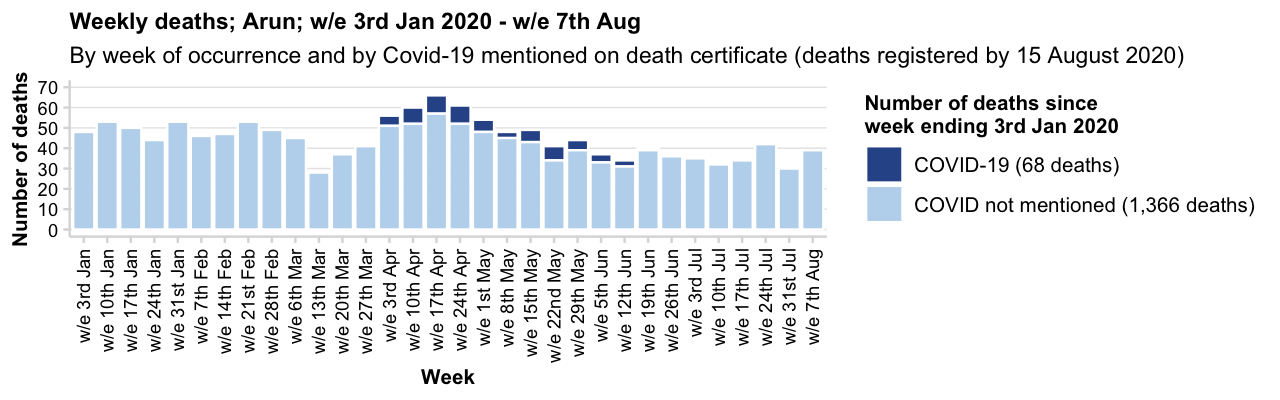 Weekly deaths; Arun; w/e 3rd Jan 2020 - w/e 7th Aug
By week of occurrence and by Covid-19 mentioned on death certificate (deaths registered by 15 August 2020)
Number of deaths
70
60
50
40
30
20
10
0
w/e 3rd Jan
w/e 10th Jan
w/e 17th Jan
w/e 24th Jan
w/e 31st Jan
w/e 7th Feb
w/e 14th Feb
w/e 21st Feb
w/e 28th Feb
w/e 6th Mar
w/e 13th Mar
w/e 20th Mar
w/e 27th Mar
w/e 3rd Apr
w/e 10th Apr
w/e 17th Apr
w/e 24th Apr
w/e 1st May
w/e 8th May
w/e 15th May
w/e 22nd May
w/e 29th May
w/e 5th Jun
w/e 12th Jun
w/e 19th Jun
w/e 26th Jun
w/e 3rd Jul
w/e 10th Jul
w/e 17th Jul
w/e 24th Jul
w/e 31st Jul
w/e 7th Aug
Week
Number of deaths since
week ending 3rd Jan 2020
COVID-19 (68 deaths)
COVID not mentioned (1,366 deaths)